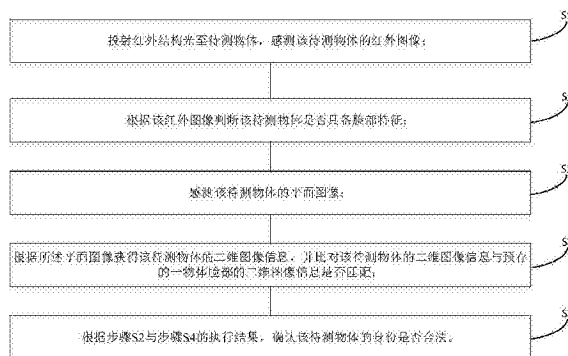 S
投射红外结构光至待测物体，感测该待测物体的红外图像；
S
根据该红外图像判断该待测物体是否具备脸部特征；
S
感测该待测物体的平面图像；
S
根据所述平面图像获得该待测物体的二维图像信息，并比对该待测物体的二维图像信息与预存
的一物体脸部的二维图像信息是否匹配；
S
根据步骤S2与步骤S4的执行结果，确认该待测物体的身份是否合法。